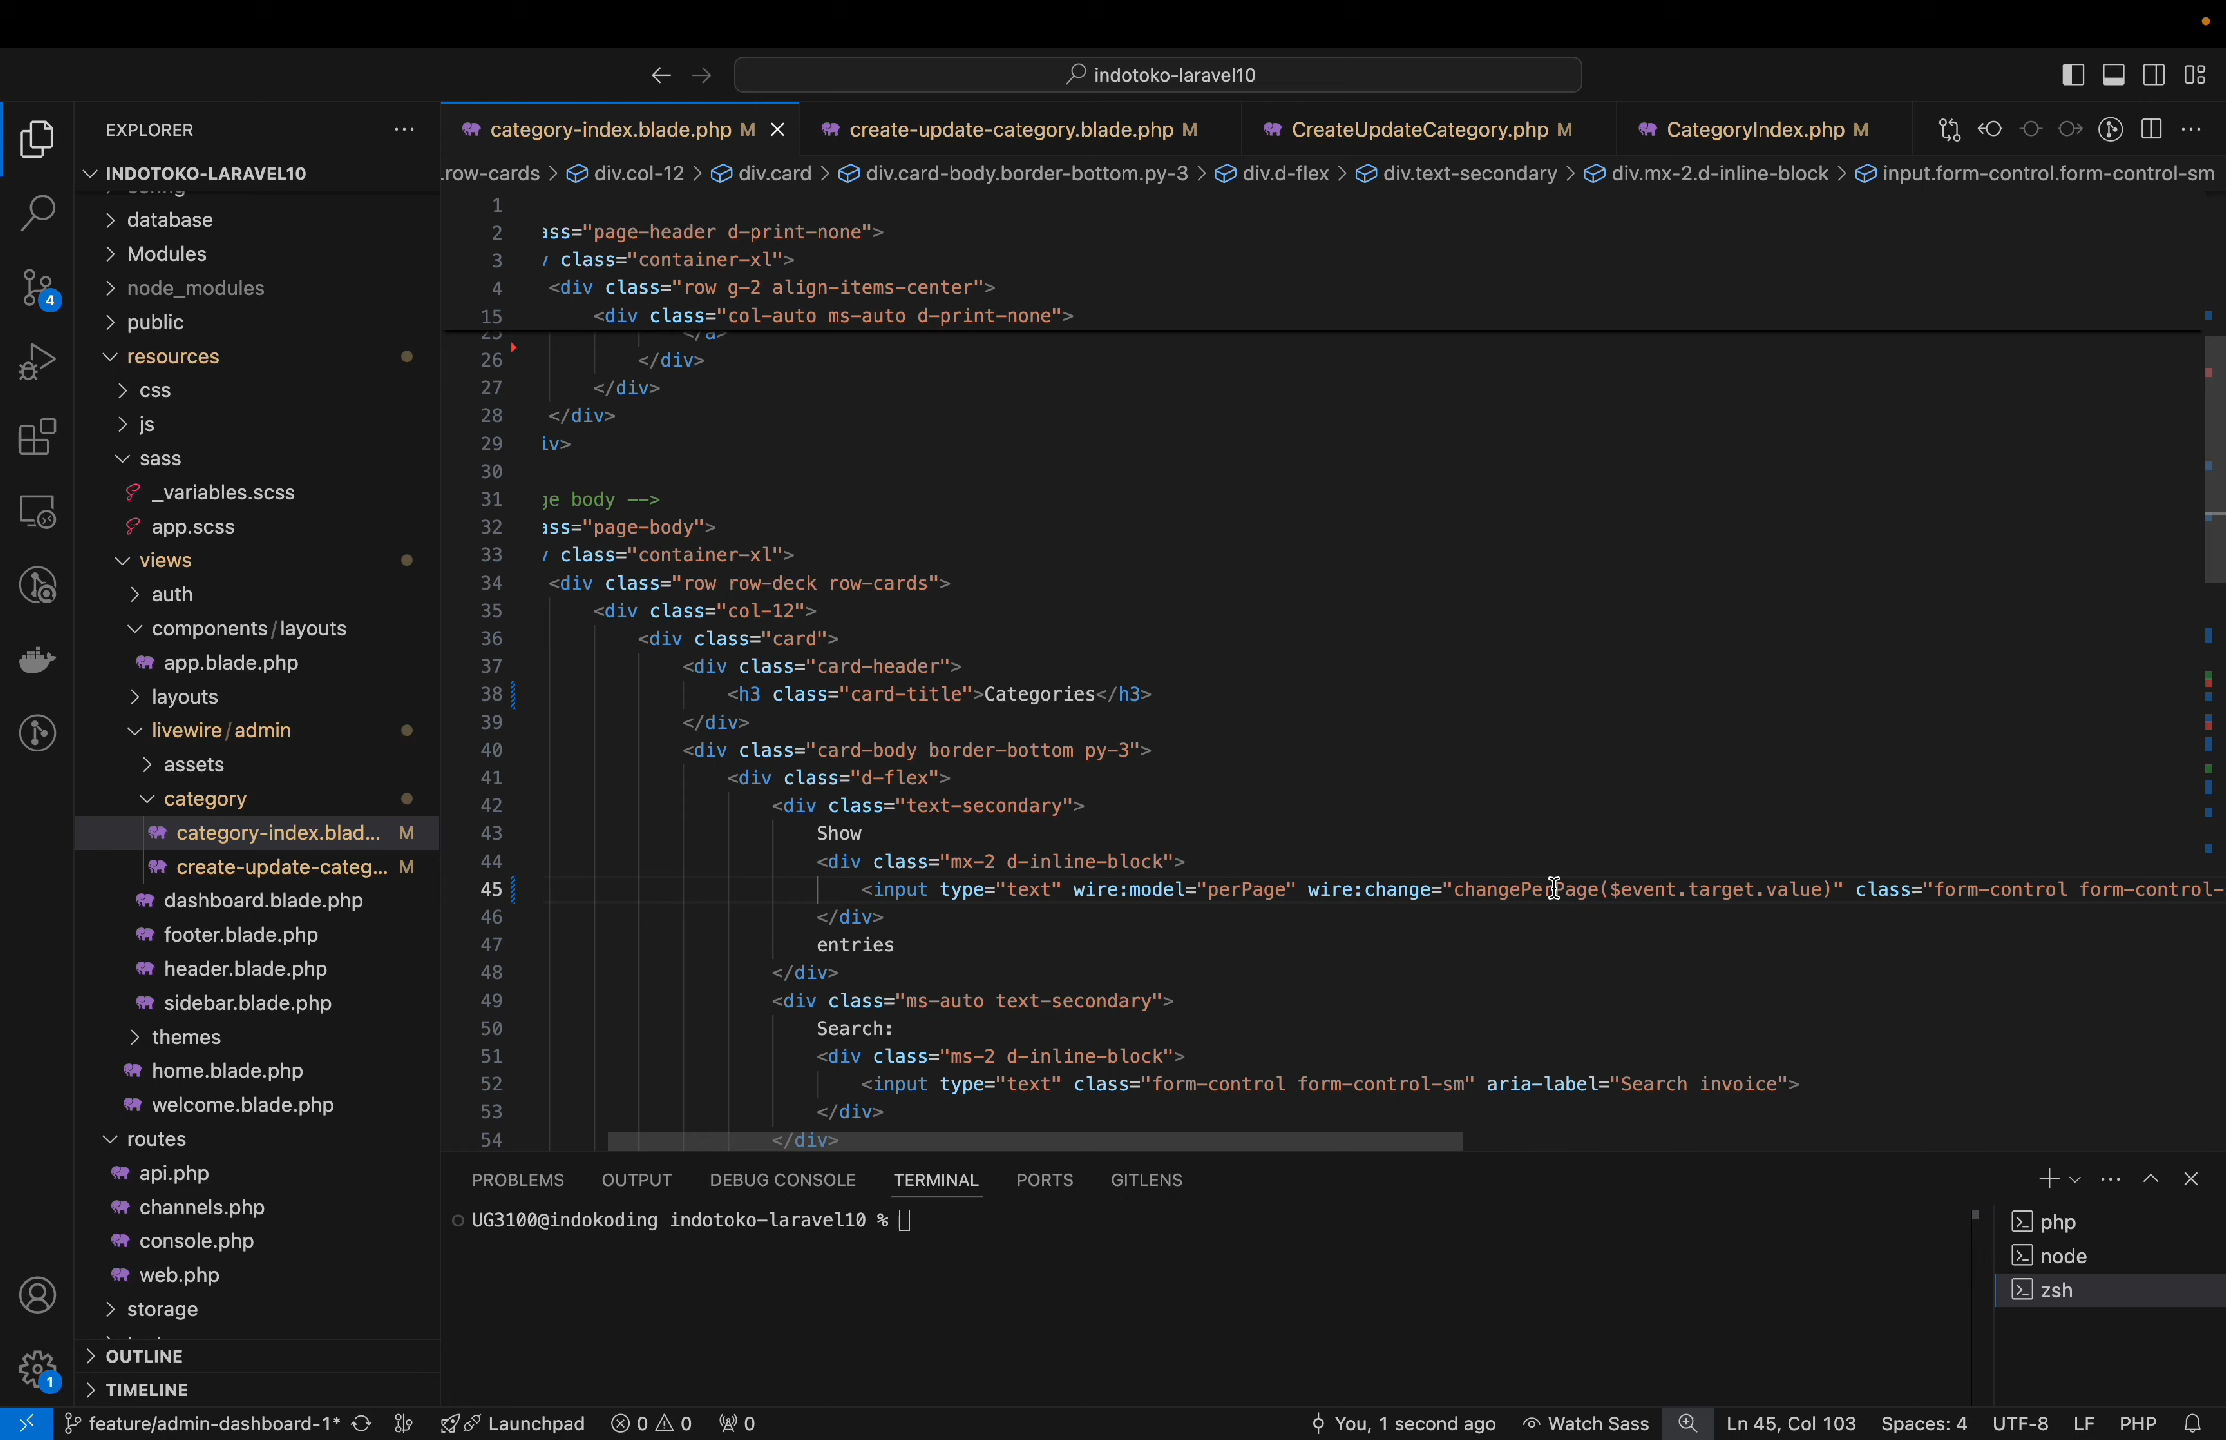 indotoko-laravel10
EXPLORER
INDOTOKO-LARAVEL10
database
Modules
node_modules
public
resources
css
js
sass
_variables.scss
app.scss
views
auth
components/layouts
app.blade.php
layouts
livewire/admin
assets
category
category-index.blad... M
create-update-categ... M
dashboard.blade.php
footer.blade.php
header.blade.php
sidebar.blade.php
themes
home.blade.php
welcome.blade.php
routes
api.php
channels.php
console.php
web.php
storage
OUTLINE
TIMELINE
4
1
category-index.blade.php M
create-update-category.blade.php M
CreateUpdateCategory.php M
CategoryIndex.php M
.row-cards > div.col-12 > div.card > div.card-body.border-bottom.py-3 > div.d-flex > div.text-secondary > div.mx-2.d-inline-block > input.form-control.form-control-sm
1
2 ass="page-header d-print-none">
3 class="container-xl">
4 <div class="row g-2 align-items-center">
15 <div class="col-auto ms-auto d-print-none">
25 </a>
26 </div>
27 </div>
28 </div>
29 iv>
30
31 ge body -->
32 ass="page-body">
33 class="container-xl">
34 <div class="row row-deck row-cards">
35 <div class="col-12">
36 <div class="card">
37 <div class="card-header">
38 <h3 class="card-title">Categories</h3>
39 </div>
40 <div class="card-body border-bottom py-3">
41 <div class="d-flex">
42 <div class="text-secondary">
43 Show
44 <div class="mx-2 d-inline-block">
45 <input type="text" wire:model="perPage" wire:change="changePerPage($event.target.value)" class="form-control form-control-
46 </div>
47 entries
48 </div>
49 <div class="ms-auto text-secondary">
50 Search:
51 <div class="ms-2 d-inline-block">
52 <input type="text" class="form-control form-control-sm" aria-label="Search invoice">
53 </div>
54 </div>
PROBLEMS OUTPUT DEBUG CONSOLE TERMINAL PORTS GITLENS
UG3100@indokoding indotoko-laravel10 %
php
node
zsh
feature/admin-dashboard-1* Launchpad 0 0 0 You, 1 second ago Watch Sass Ln 45, Col 103 Spaces: 4 UTF-8 LF PHP